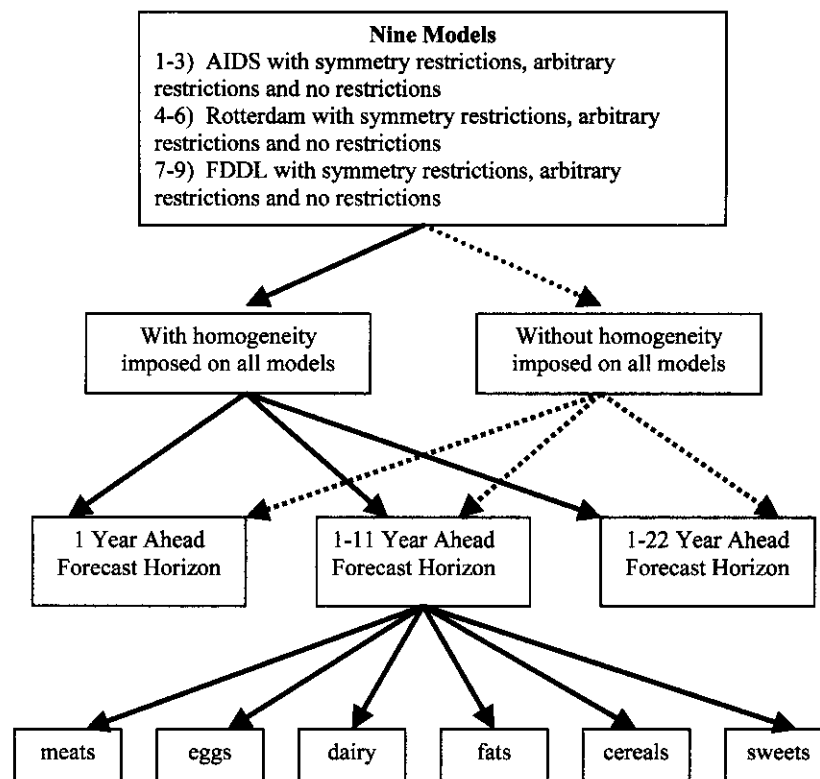 Nine Models
1-3) AIDS with symmetry restrictions, arbitrary
restrictions and no restrictions
4-6) Rotterdam with symmetry restrictions, arbitrary
restrictions and no restrictions
7-9) FDDL with symmetry restrictions, arbitrary
restrictions and no restrictions
With homogeneity
imposed on all models
Without homogeneity
imposed on all models
1 Year Ahead
Forecast Horizon
1-11 Year Ahead
Forecast Horizon
1-22 Year Ahead
Forecast Horizon
meats
eggs
dairy
fats
cereals
sweets